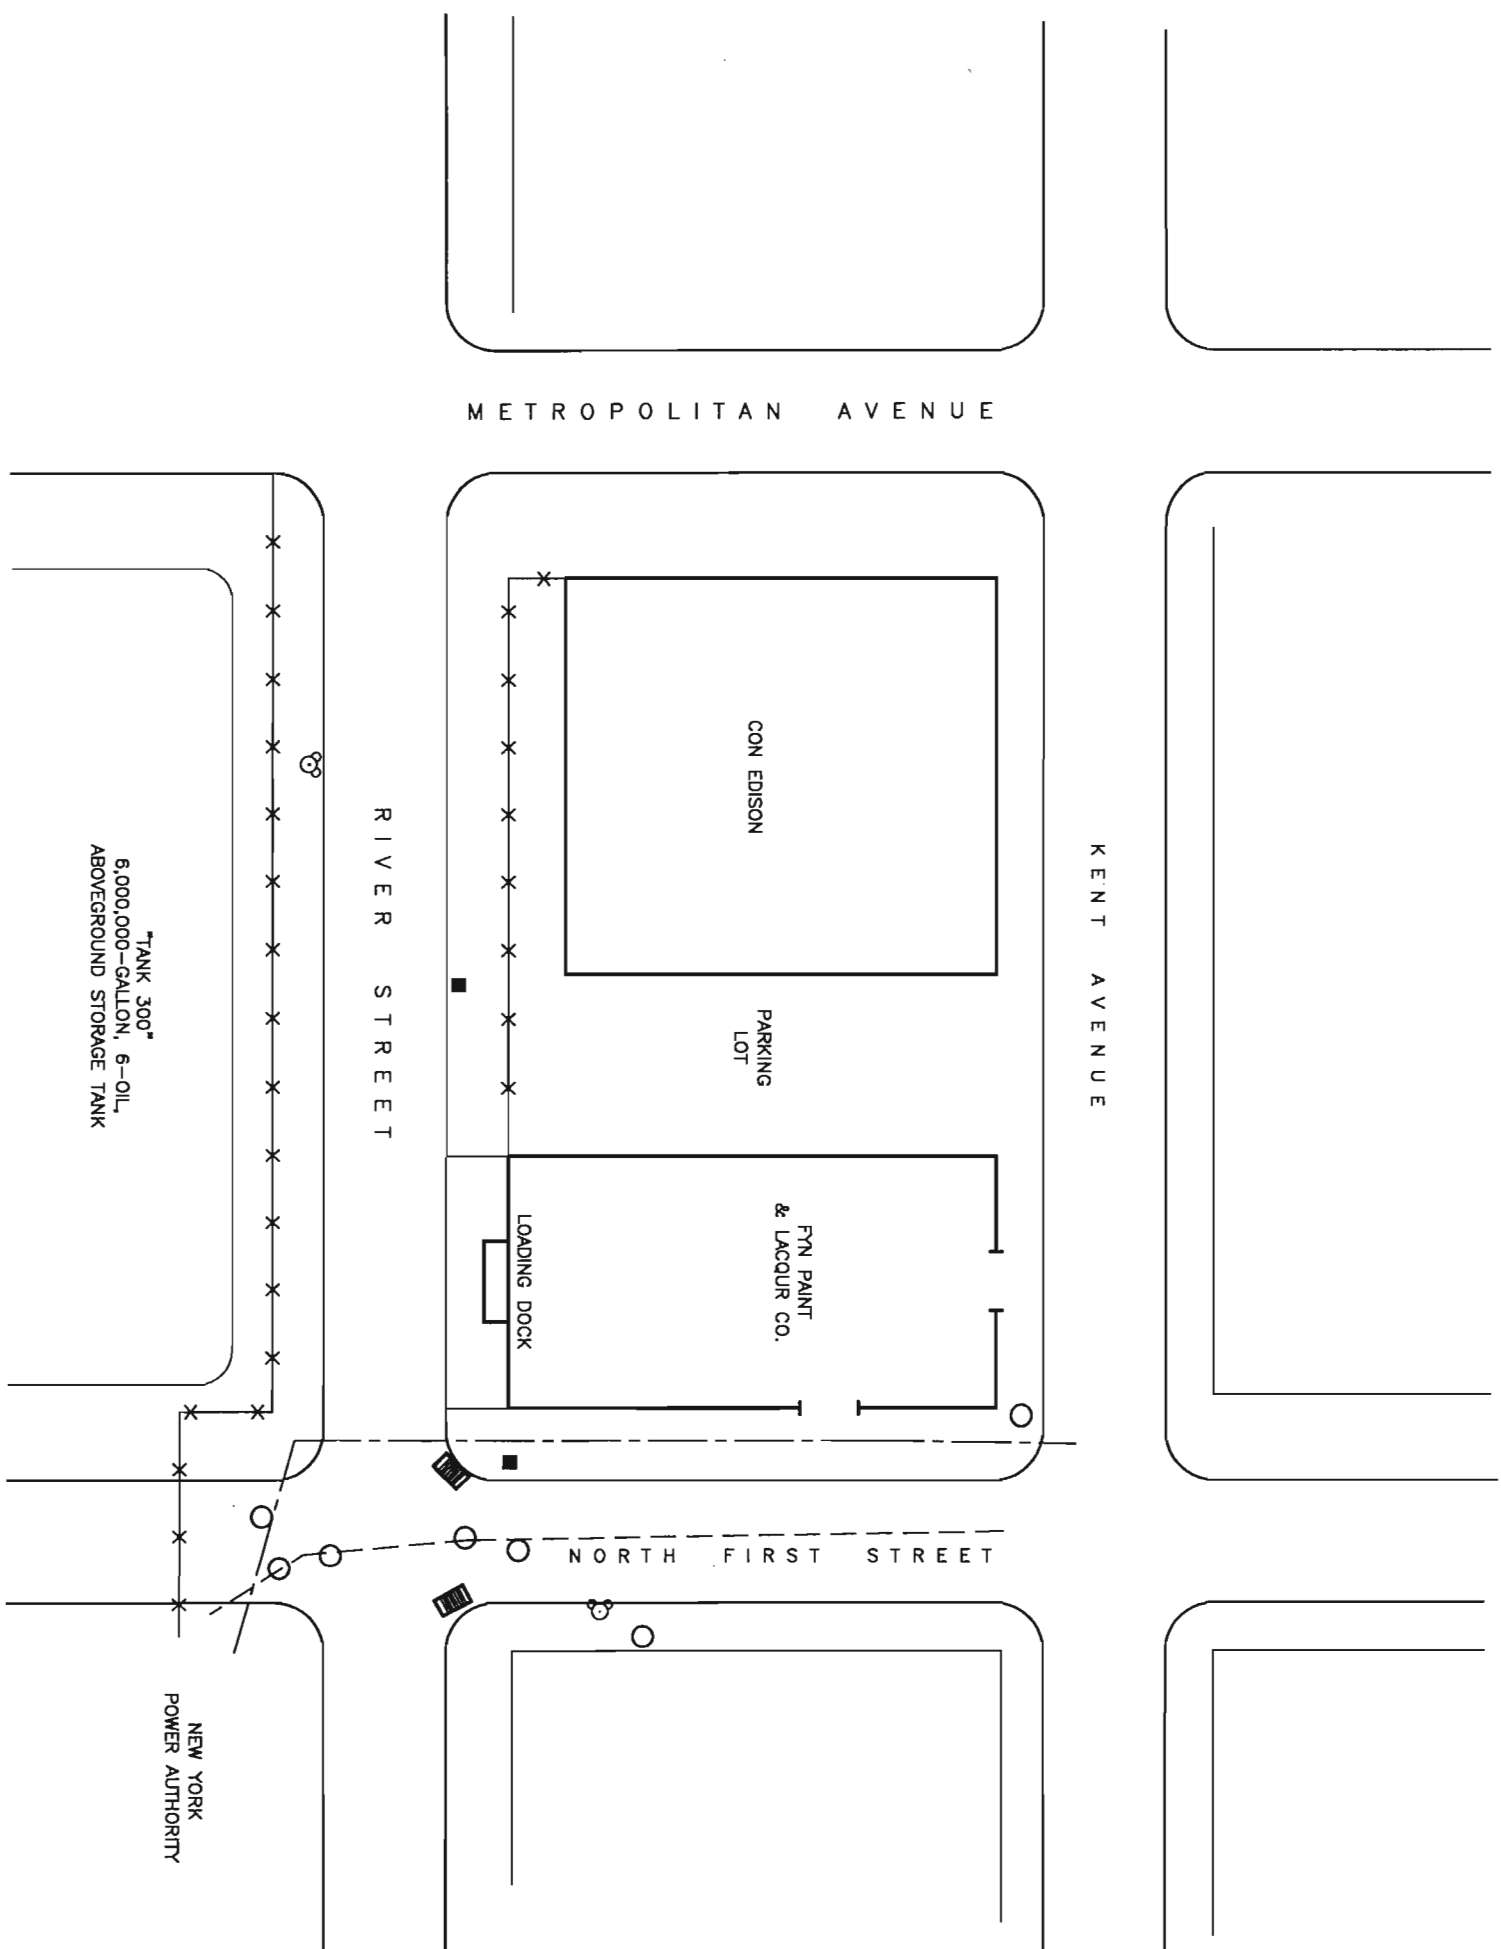 METROPOLITAN AVENUE
CON EDISON
RIVER STREET
KENT AVENUE
"TANK 300"
6,000,000-GALLON, 6-OIL,
ABOVEGROUND STORAGE TANK
PARKING
LOT
FYN PAINT
& LACQUR CO.
LOADING DOCK
NORTH FIRST STREET
NEW YORK
POWER AUTHORITY